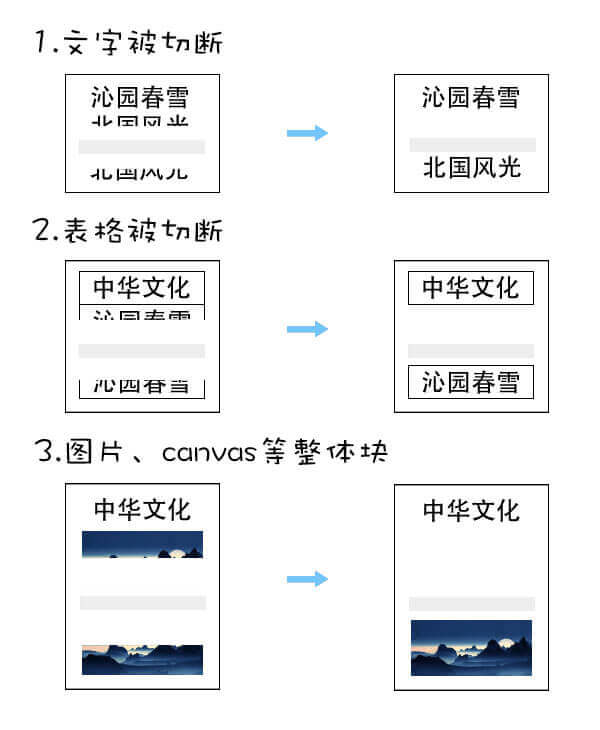 1.文字被切断
沁园春雪
北国风光
北国风光
沁园春雪
北国风光
2.表格被切断
中华文化
沁园春雪
沁园春雪
中华文化
沁园春雪
3.图片、canvas等整体块
中华文化
中华文化